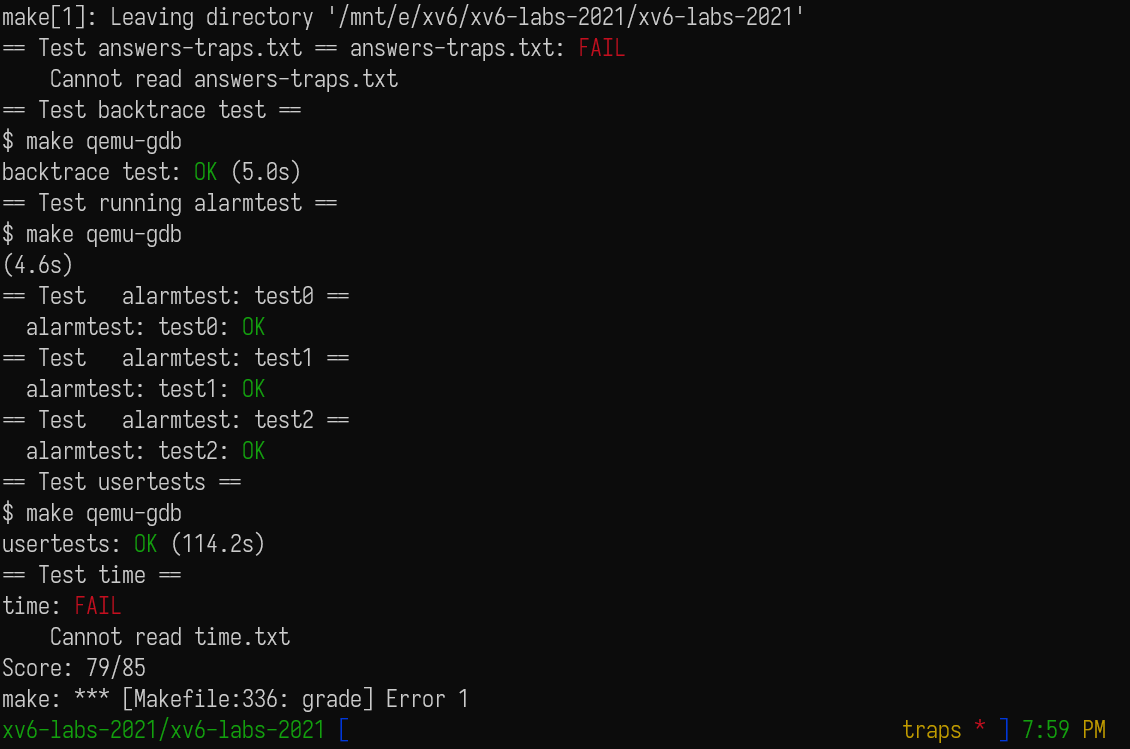 make[1]: Leaving directory '/mnt/e/xv6/xv6-labs-2021/xv6-labs-2021'
== Test answers-traps.txt == answers-traps.txt: FAIL
    Cannot read answers-traps.txt
== Test backtrace test ==
$ make qemu-gdb
backtrace test: OK (5.0s)
== Test running alarmtest ==
$ make qemu-gdb
(4.6s)
== Test   alarmtest: test0 ==
  alarmtest: test0: OK
== Test   alarmtest: test1 ==
  alarmtest: test1: OK
== Test   alarmtest: test2 ==
  alarmtest: test2: OK
== Test usertests ==
$ make qemu-gdb
usertests: OK (114.2s)
== Test time ==
time: FAIL
    Cannot read time.txt
Score: 79/85
make: *** [Makefile:336: grade] Error 1
xv6-labs-2021/xv6-labs-2021 [ traps * ] 7:59 PM